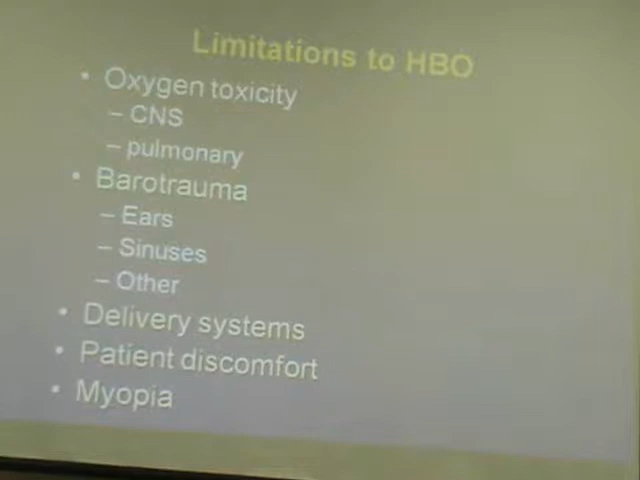 Limitations to HBO
• Oxygen toxicity
– CNS
– pulmonary
• Barotrauma
– Ears
– Sinuses
– Other
• Delivery systems
• Patient discomfort
• Myopia